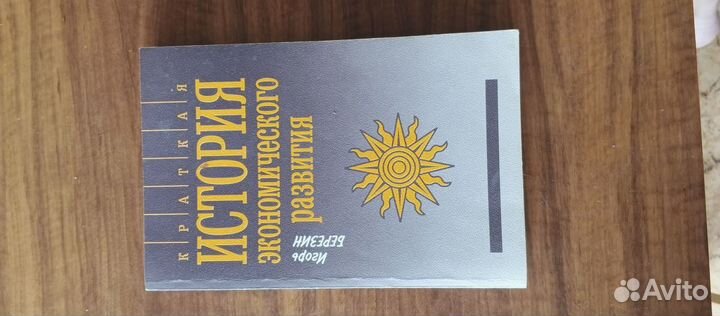 КРАТКАЯ
ИСТОРИЯ
экономического
развития
Игорь
БЕРЕЗИН
Avito